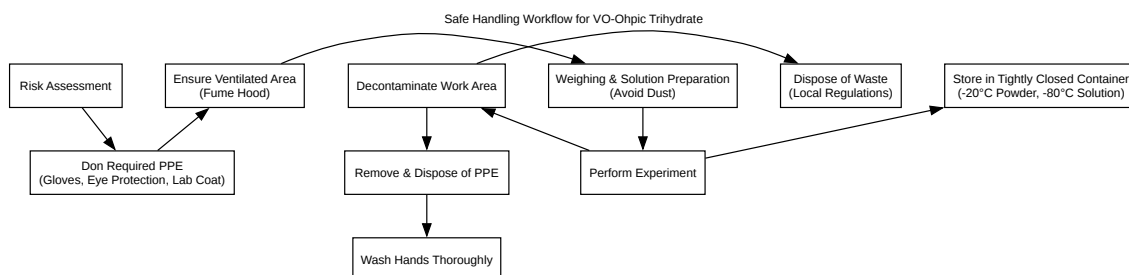 Safe Handling Workflow for VO-Ohpic Trihydrate
Risk Assessment
Ensure Ventilated Area
(Fume Hood)
Decontaminate Work Area
Weighing & Solution Preparation
(Avoid Dust)
Dispose of Waste
(Local Regulations)
Store in Tightly Closed Container
(-20°C Powder, -80°C Solution)
Don Required PPE
(Gloves, Eye Protection, Lab Coat)
Remove & Dispose of PPE
Perform Experiment
Wash Hands Thoroughly